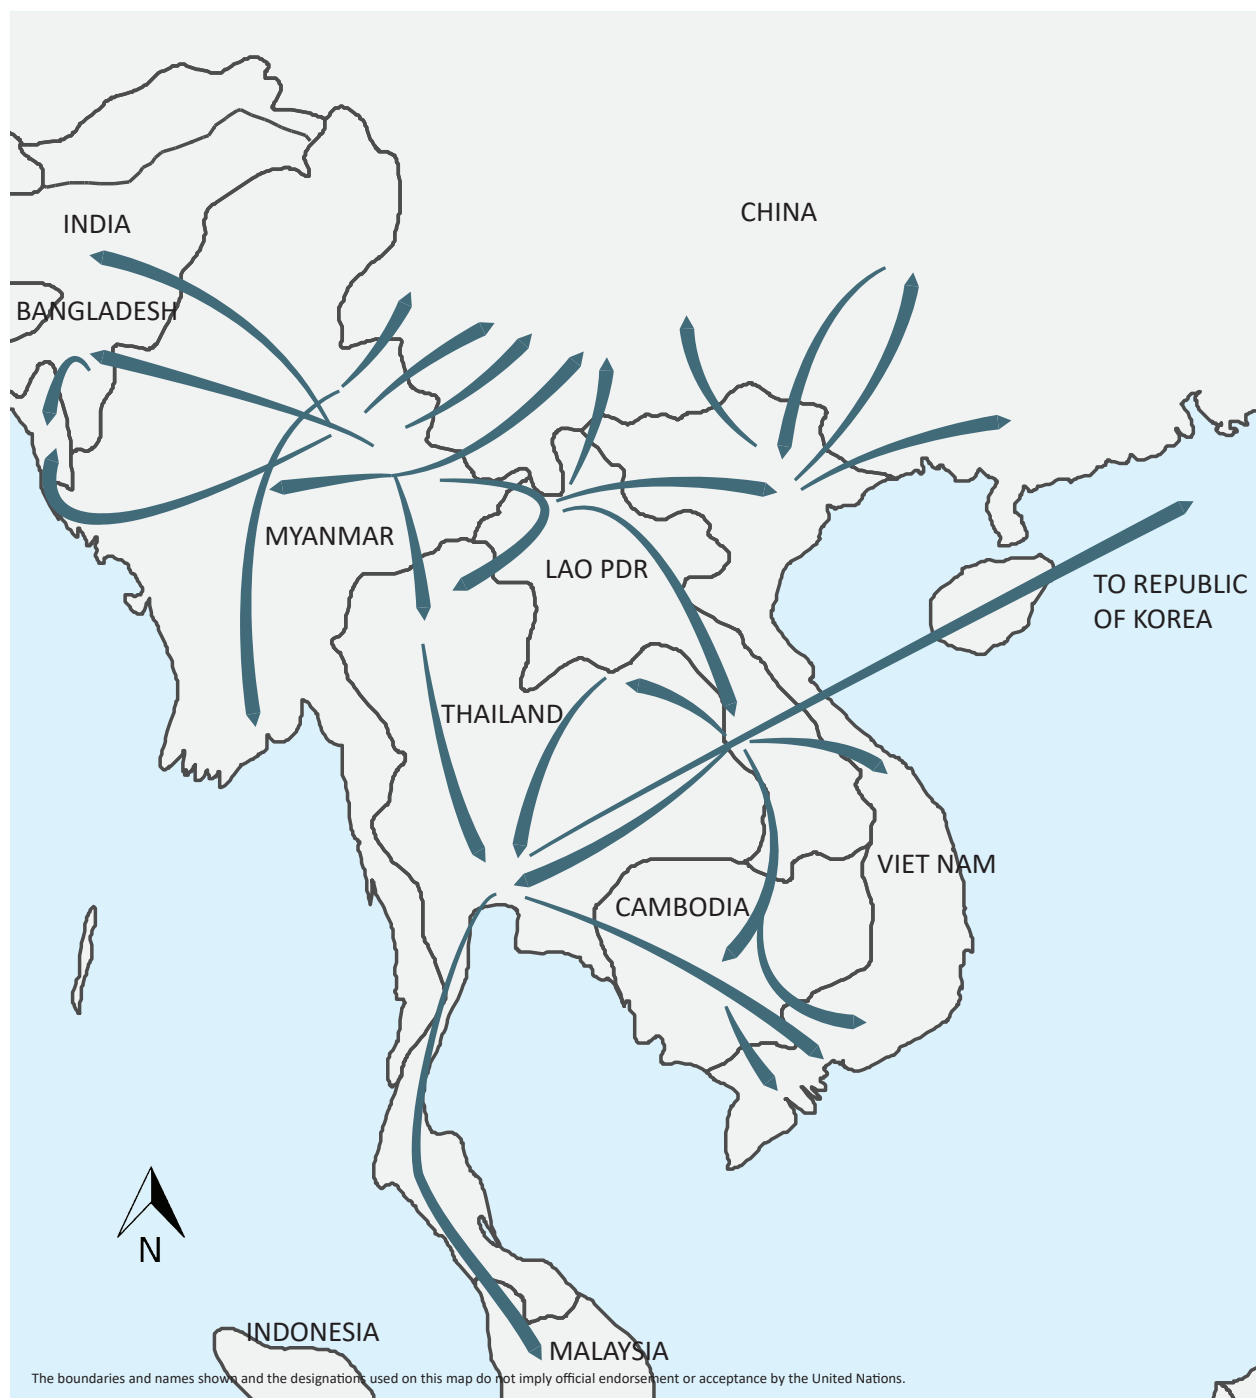 CHINA
INDIA
BANGLADESH
MYANMAR
LAO PDR
TO REPUBLIC
OF KOREA
THAILAND
VIET NAM
CAMBODIA
N
INDONESIA
MALAYSIA
The boundaries and names shown and the designations used on this map do not imply official endorsement or acceptance by the United Nations.